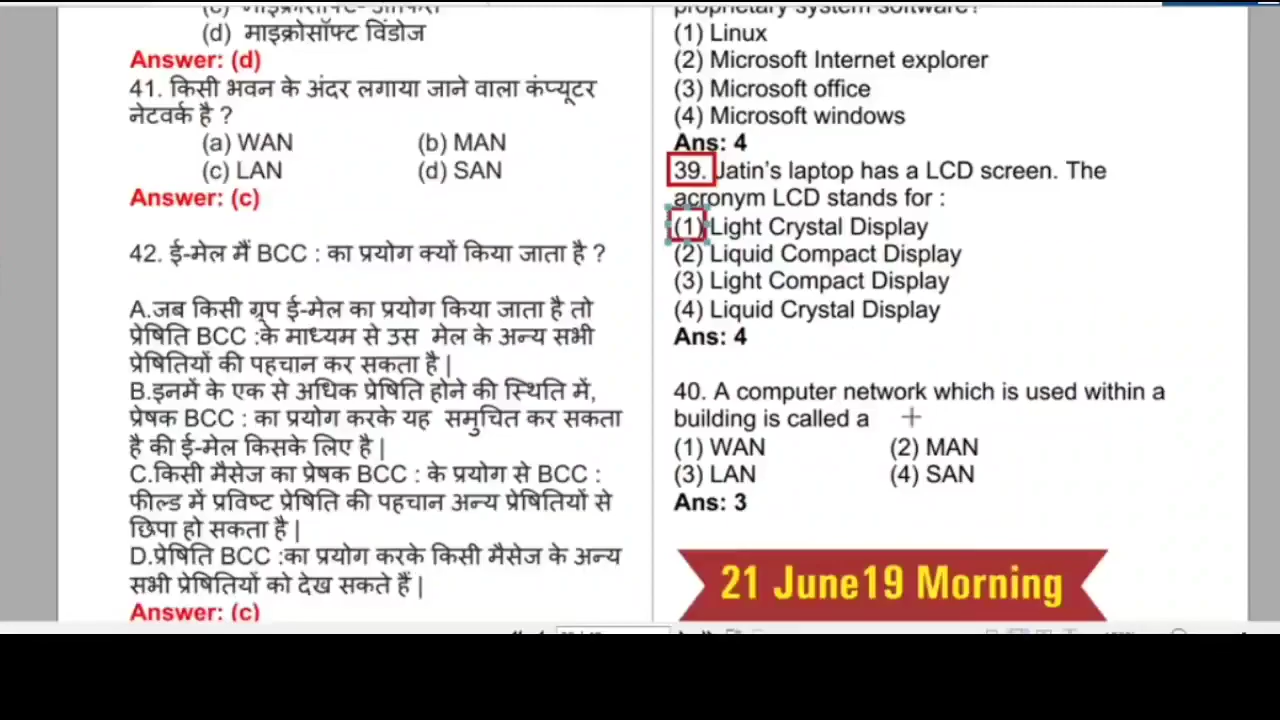 (d) माइक्रोसॉफ्ट विंडोज
Answer: (d)
41. किसी भवन के अंदर लगाया जाने वाला कंप्यूटर
नेटवर्क है ?
(a) WAN (b) MAN
(c) LAN (d) SAN
Answer: (c)
42. ई-मेल मैं BCC : का प्रयोग क्यों किया जाता है ?
A.जब किसी ग्रुप ई-मेल का प्रयोग किया जाता है तो
प्रेषिति BCC :के माध्यम से उस मेल के अन्य सभी
प्रेषितियों की पहचान कर सकता है |
B.इनमें के एक से अधिक प्रेषिति होने की स्थिति में,
प्रेषक BCC : का प्रयोग करके यह समुचित कर सकता
है की ई-मेल किसके लिए है |
C.किसी मैसेज का प्रेषक BCC : के प्रयोग से BCC :
फील्ड में प्रविष्ट प्रेषिति की पहचान अन्य प्रेषितियों से
छिपा हो सकता है |
D.प्रेषिति BCC :का प्रयोग करके किसी मैसेज के अन्य
सभी प्रेषितियों को देख सकते हैं |
Answer: (c)
proprietary system software?
(1) Linux
(2) Microsoft Internet explorer
(3) Microsoft office
(4) Microsoft windows
Ans: 4
39. Jatin's laptop has a LCD screen. The
acronym LCD stands for :
(1) Light Crystal Display
(2) Liquid Compact Display
(3) Light Compact Display
(4) Liquid Crystal Display
Ans: 4
40. A computer network which is used within a
building is called a
(1) WAN (2) MAN
(3) LAN (4) SAN
Ans: 3
21 June19 Morning